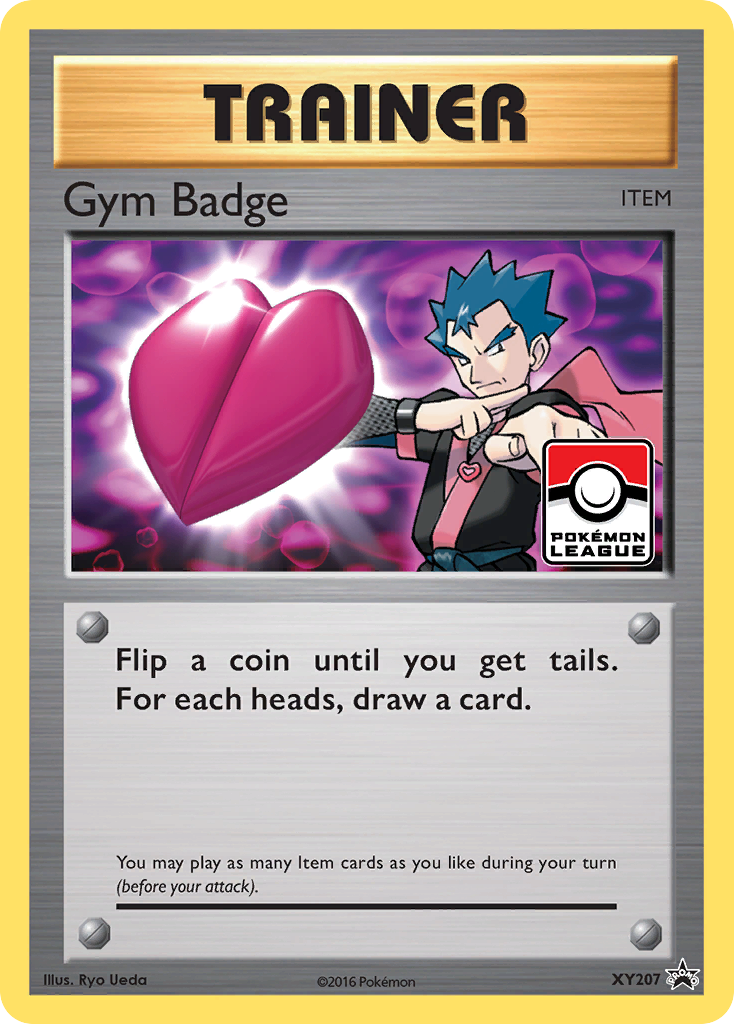 TRAINER
Gym Badge
ITEM
POKÉMON
LEAGUE
Flip a coin until you get tails.
For each heads, draw a card.
You may play as many Item cards as you like during your turn
(before your attack).
Illus. Ryo Ueda
©2016 Pokémon
XY207
PROMO